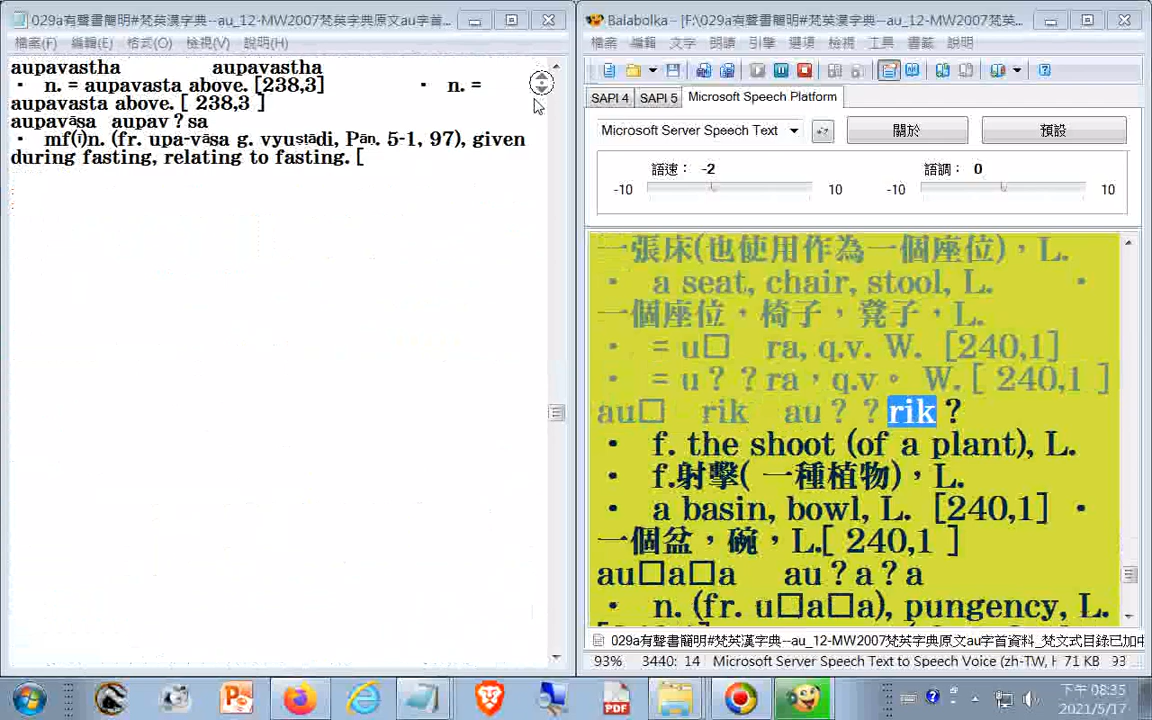 029a有聲書簡明#梵英漢字典--au_12-MW2007梵英字典原文au字首...
檔案(F) 編輯(E) 格式(O) 檢視(V) 說明(H)
aupavastha aupavastha
• n. = aupavasta above. [238,3] • n. =
aupavasta above. [ 238,3 ]
aupavāsa aupav？sa
• mf(ī)n. (fr. upa-vāsa g. vyuṣṭādi, Pāṇ. 5-1, 97), given
during fasting, relating to fasting. [
Balabolka - [F:\029a有聲書簡明#梵英漢字典--au_12-MW2007梵英...
檔案 編輯 文字 朗讀 引擎 選項 檢視 工具 書籤 說明
SAPI 4 SAPI 5 Microsoft Speech Platform
Microsoft Server Speech Text 關於 預設
語速： -2 語調： 0
-10 10 -10 10
一張床(也使用作為一個座位)，L.
• a seat, chair, stool, L. •
一個座位，椅子，凳子，L.
• = u□ ra, q.v. W. [240,1]
• = u？？ra，q.v。 W. [ 240,1 ]
au□ rik au？？rik？
• f. the shoot (of a plant), L.
• f.射擊( 一種植物)，L.
• a basin, bowl, L. [240,1] •
一個盆，碗，L.[ 240,1 ]
au□a□a au？a？a
• n. (fr. u□a□a), pungency, L.
029a有聲書簡明#梵英漢字典--au_12-MW2007梵英字典原文au字首資料_梵文式目錄已加中
93% 3440: 14 Microsoft Server Speech Text to Speech Voice (zh-TW, H 71 KB 93
PDF
下午 08:35
2021/5/17